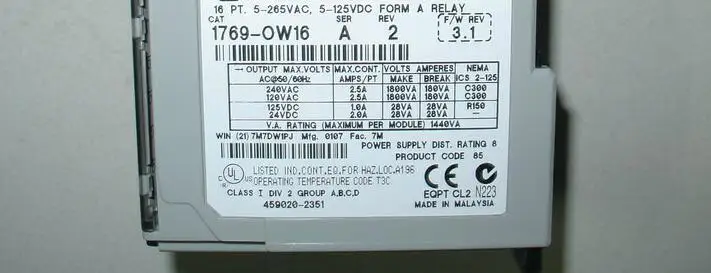 16 PT. 5-265VAC, 5-125VDC FORM A RELAY
CAT SER REV F/W REV
1769-OW16 A 2 3.1
OUTPUT MAX.VOLTS MAX.CONT. VOLTS AMPERES NEMA
AC@50/60Hz AMPS/PT MAKE BREAK ICS 2-125
240VAC 2.5A 1800VA 180VA C300
120VAC 2.5A 1800VA 180VA C300
125VDC 1.0A 28VA 28VA R150
24VDC 2.0A 28VA 28VA —
V.A. RATING (MAXIMUM PER MODULE) 1440VA
WIN (21)7M7DW1PJ Mfg. 0107 Fac. 7M
POWER SUPPLY DIST. RATING 8
PRODUCT CODE 85
C UL US LISTED IND.CONT.EQ.FOR HAZ.LOC.A196
OPERATING TEMPERATURE CODE T3C
CLASS I DIV 2 GROUP A,B,C,D
CE N223
EQPT CL2
459020-2351 MADE IN MALAYSIA